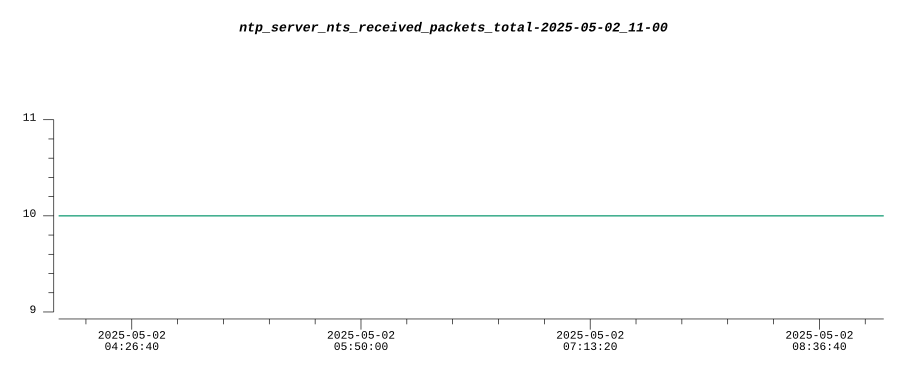 ntp_server_nts_received_packets_total-2025-05-02_11-00
11
10
9
2025-05-02 2025-05-02 2025-05-02 2025-05-02
04:26:40 05:50:00 07:13:20 08:36:40